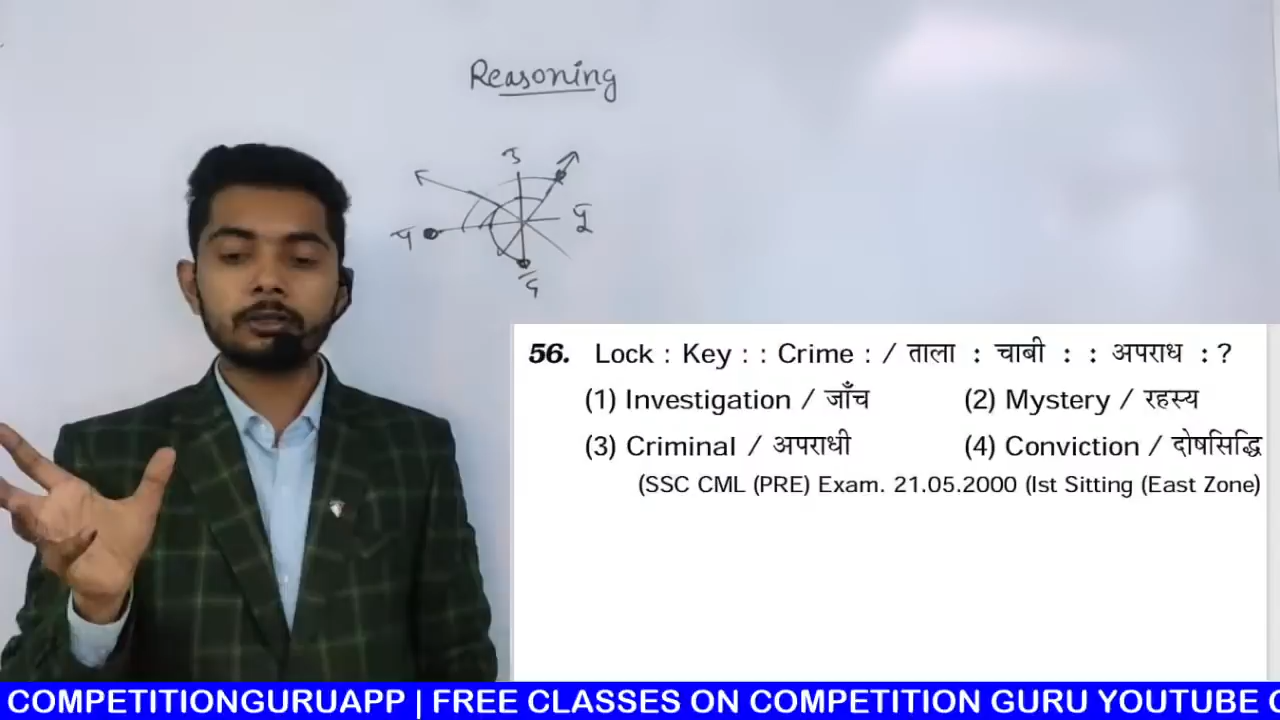 Reasoning
उ
प
पू
द
56. Lock : Key : : Crime : / ताला : चाबी : : अपराध : ?
(1) Investigation / जाँच (2) Mystery / रहस्य
(3) Criminal / अपराधी (4) Conviction / दोषसिद्धि
(SSC CML (PRE) Exam. 21.05.2000 (Ist Sitting (East Zone)
COMPETITIONGURUAPP | FREE CLASSES ON COMPETITION GURU YOUTUBE C